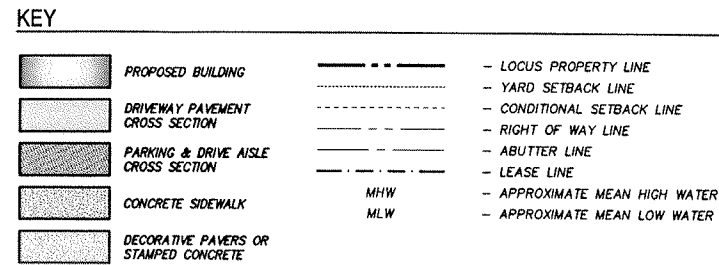 KEY
PROPOSED BUILDING
DRIVEWAY PAVEMENT
CROSS SECTION
PARKING & DRIVE AISLE
CROSS SECTION
CONCRETE SIDEWALK
DECORATIVE PAVERS OR
STAMPED CONCRETE
- LOCUS PROPERTY LINE
- YARD SETBACK LINE
- CONDITIONAL SETBACK LINE
- RIGHT OF WAY LINE
- ABUTTER LINE
- LEASE LINE
MHW - APPROXIMATE MEAN HIGH WATER
MLW - APPROXIMATE MEAN LOW WATER